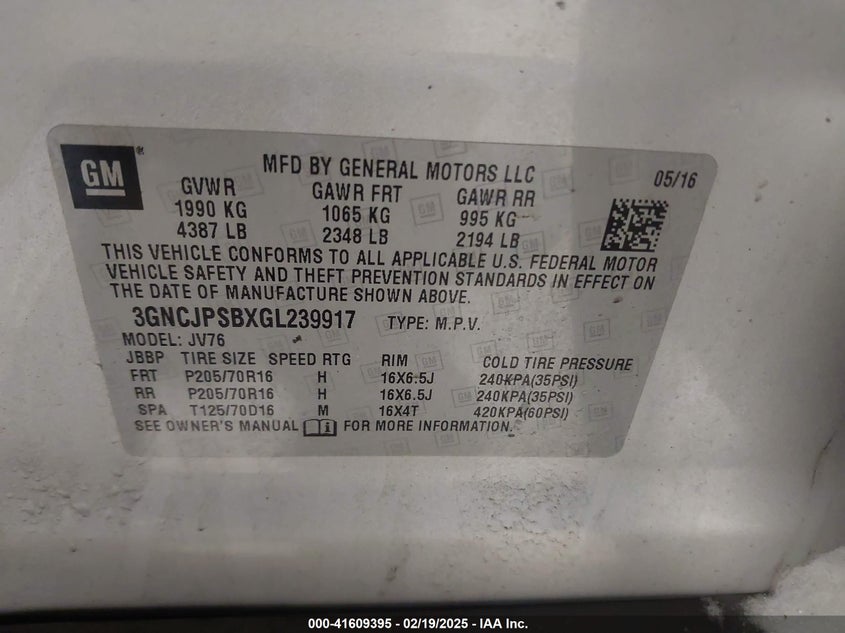 GM
MFD BY GENERAL MOTORS LLC 05/16
GVWR GAWR FRT GAWR RR
1990 KG 1065 KG 995 KG
4387 LB 2348 LB 2194 LB
THIS VEHICLE CONFORMS TO ALL APPLICABLE U.S. FEDERAL MOTOR
VEHICLE SAFETY AND THEFT PREVENTION STANDARDS IN EFFECT ON
THE DATE OF MANUFACTURE SHOWN ABOVE.
3GNCJPSBXGL239917 TYPE: M.P.V.
MODEL: JV76
JBBP TIRE SIZE SPEED RTG RIM COLD TIRE PRESSURE
FRT P205/70R16 H 16X6.5J 240KPA(35PSI)
RR P205/70R16 H 16X6.5J 240KPA(35PSI)
SPA T125/70D16 M 16X4T 420KPA(60PSI)
SEE OWNER'S MANUAL FOR MORE INFORMATION.
000-41609395 - 02/19/2025 - IAA Inc.